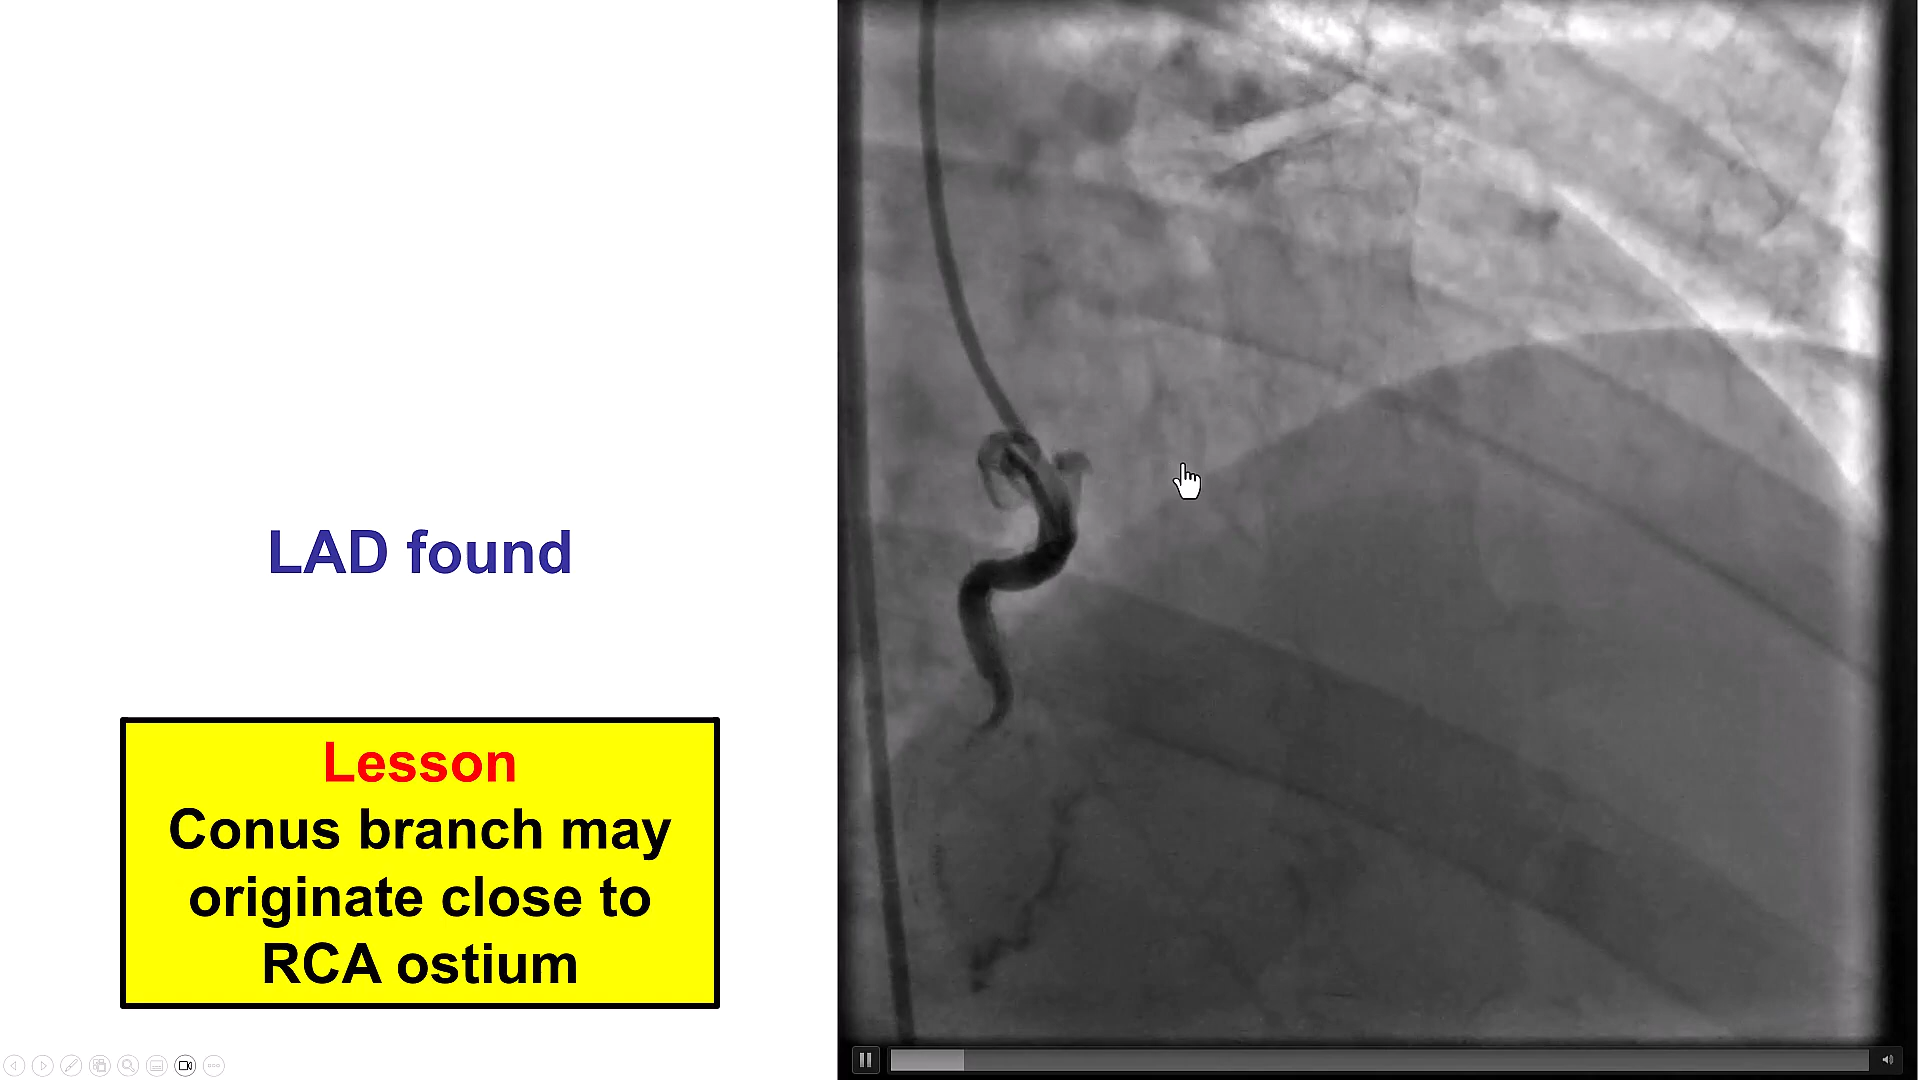 LAD found
Lesson
Conus branch may
originate close to
RCA ostium